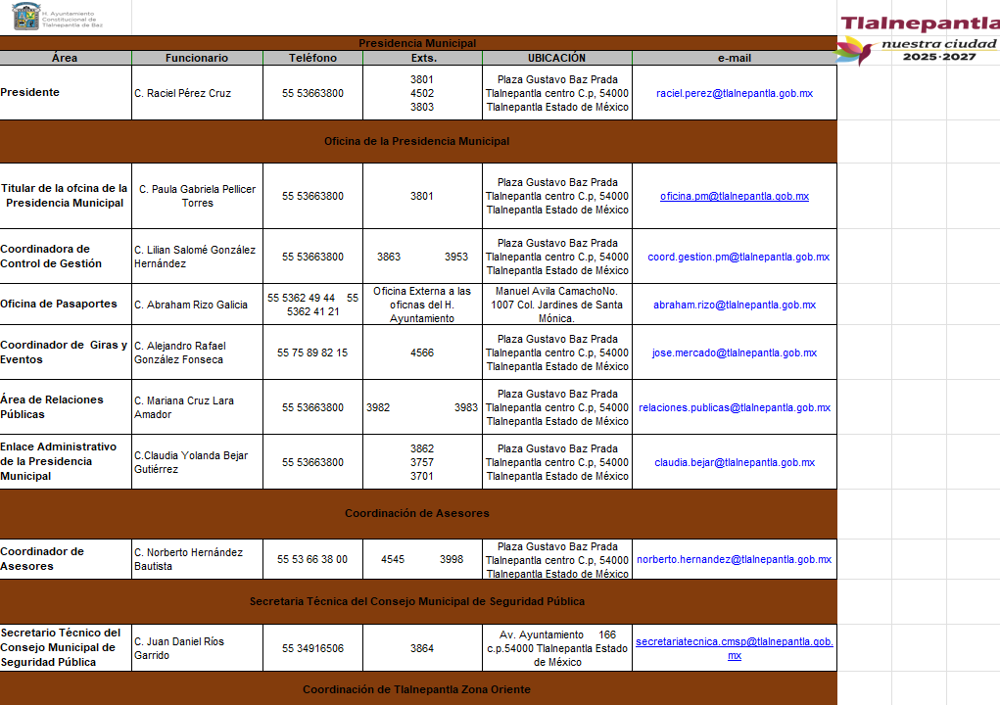 H. Ayuntamiento
Constitucional de
Tlalnepantla de Baz
Tlalnepantla
nuestra ciudad
2025·2027
Presidencia Municipal
Área Funcionario Teléfono Exts. UBICACIÓN e-mail
Presidente
C. Raciel Pérez Cruz
55 53663800
3801
4502
3803
Plaza Gustavo Baz Prada
Tlalnepantla centro C.p, 54000
Tlalnepantla Estado de México
raciel.perez@tlalnepantla.gob.mx
Oficina de la Presidencia Municipal
Titular de la ofcina de la
Presidencia Municipal
C. Paula Gabriela Pellicer
Torres
55 53663800
3801
Plaza Gustavo Baz Prada
Tlalnepantla centro C.p, 54000
Tlalnepantla Estado de México
oficina.pm@tlalnepantla.gob.mx
Coordinadora de
Control de Gestión
C. Lilian Salomé González
Hernández
55 53663800
3863 3953
Plaza Gustavo Baz Prada
Tlalnepantla centro C.p, 54000
Tlalnepantla Estado de México
coord.gestion.pm@tlalnepantla.gob.mx
Oficina de Pasaportes
C. Abraham Rizo Galicia
55 5362 49 44 55
5362 41 21
Oficina Externa a las
oficnas del H.
Ayuntamiento
Manuel Avila CamachoNo.
1007 Col. Jardines de Santa
Mónica.
abraham.rizo@tlalnepantla.gob.mx
Coordinador de Giras y
Eventos
C. Alejandro Rafael
González Fonseca
55 75 89 82 15
4566
Plaza Gustavo Baz Prada
Tlalnepantla centro C.p, 54000
Tlalnepantla Estado de México
jose.mercado@tlalnepantla.gob.mx
Área de Relaciones
Públicas
C. Mariana Cruz Lara
Amador
55 53663800
3982 3983
Plaza Gustavo Baz Prada
Tlalnepantla centro C.p, 54000
Tlalnepantla Estado de México
relaciones.publicas@tlalnepantla.gob.mx
Enlace Administrativo
de la Presidencia
Municipal
C.Claudia Yolanda Bejar
Gutiérrez
55 53663800
3862
3757
3701
Plaza Gustavo Baz Prada
Tlalnepantla centro C.p, 54000
Tlalnepantla Estado de México
claudia.bejar@tlalnepantla.gob.mx
Coordinación de Asesores
Coordinador de
Asesores
C. Norberto Hernández
Bautista
55 53 66 38 00
4545 3998
Plaza Gustavo Baz Prada
Tlalnepantla centro C.p, 54000
Tlalnepantla Estado de México
norberto.hernandez@tlalnepantla.gob.mx
Secretaria Técnica del Consejo Municipal de Seguridad Pública
Secretario Técnico del
Consejo Municipal de
Seguridad Pública
C. Juan Daniel Ríos
Garrido
55 34916506
3864
Av. Ayuntamiento 166
c.p.54000 Tlalnepantla Estado
de México
secretariatecnica.cmsp@tlalnepantla.gob.
mx
Coordinación de Tlalnepantla Zona Oriente